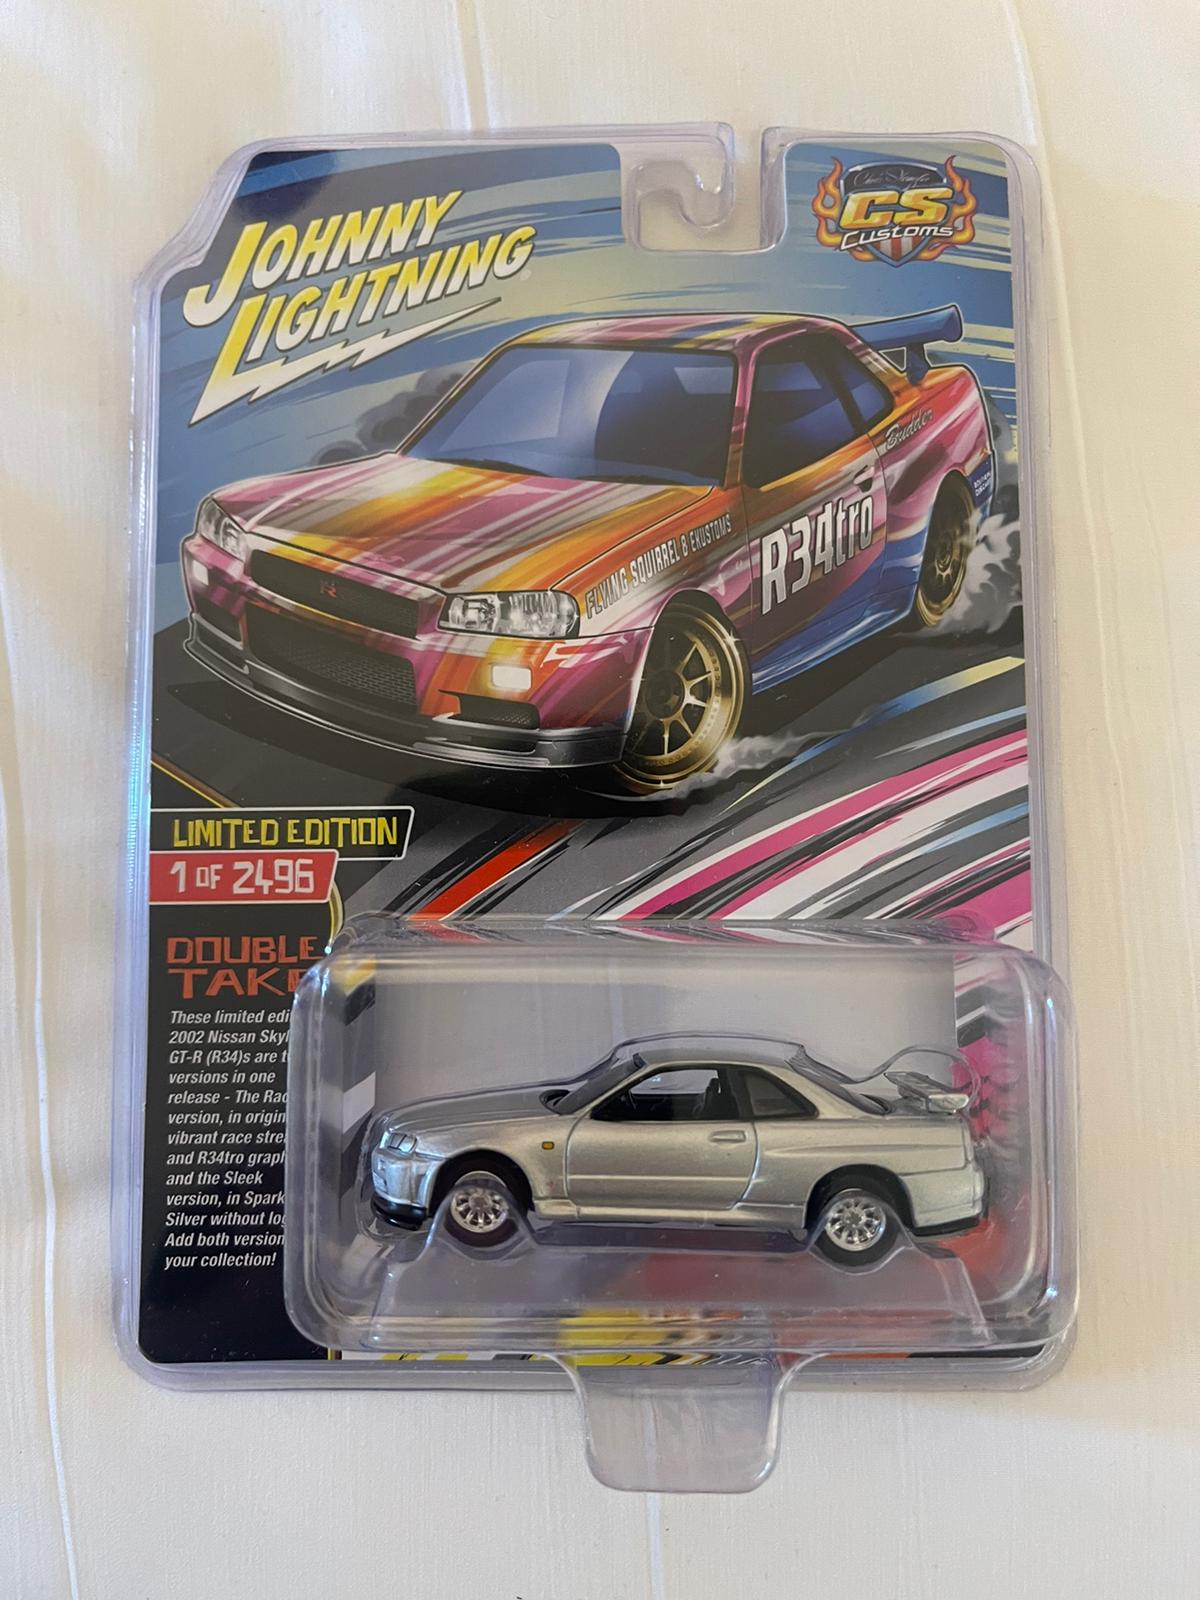 JOHNNY
LIGHTNING
CS
Customs
Budder
R34tro
FLYING SQUIRREL & EKUSTOMS
R
LIMITED EDITION
1 OF 2496
DOUBLE
TAKE
These limited edi
2002 Nissan Skyl
GT-R (R34)s are t
versions in one
release - The Rac
version, in origin
vibrant race stre
and R34tro graph
and the Sleek
version, in Spark
Silver without log
Add both version
your collection!